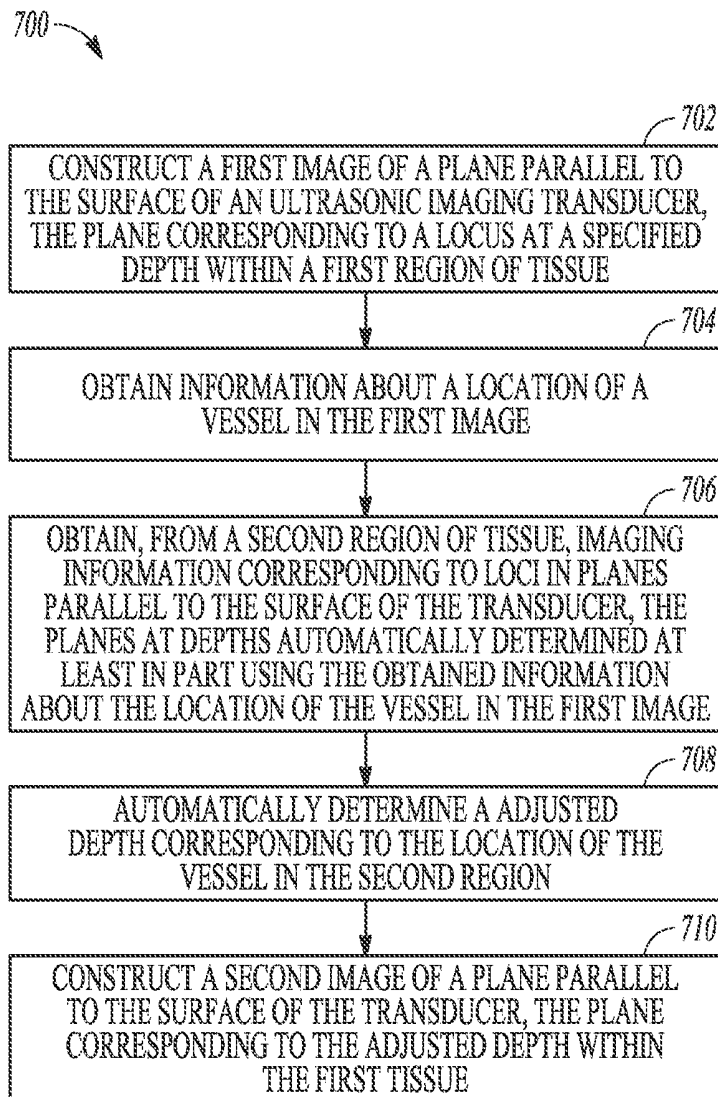 700
702
CONSTRUCT A FIRST IMAGE OF A PLANE PARALLEL TO
THE SURFACE OF AN ULTRASONIC IMAGING TRANSDUCER,
THE PLANE CORRESPONDING TO A LOCUS AT A SPECIFIED
DEPTH WITHIN A FIRST REGION OF TISSUE
704
OBTAIN INFORMATION ABOUT A LOCATION OF A
VESSEL IN THE FIRST IMAGE
706
OBTAIN, FROM A SECOND REGION OF TISSUE, IMAGING
INFORMATION CORRESPONDING TO LOCI IN PLANES
PARALLEL TO THE SURFACE OF THE TRANSDUCER, THE
PLANES AT DEPTHS AUTOMATICALLY DETERMINED AT
LEAST IN PART USING THE OBTAINED INFORMATION
ABOUT THE LOCATION OF THE VESSEL IN THE FIRST IMAGE
708
AUTOMATICALLY DETERMINE A ADJUSTED
DEPTH CORRESPONDING TO THE LOCATION OF THE
VESSEL IN THE SECOND REGION
710
CONSTRUCT A SECOND IMAGE OF A PLANE PARALLEL
TO THE SURFACE OF THE TRANSDUCER, THE PLANE
CORRESPONDING TO THE ADJUSTED DEPTH WITHIN
THE FIRST TISSUE